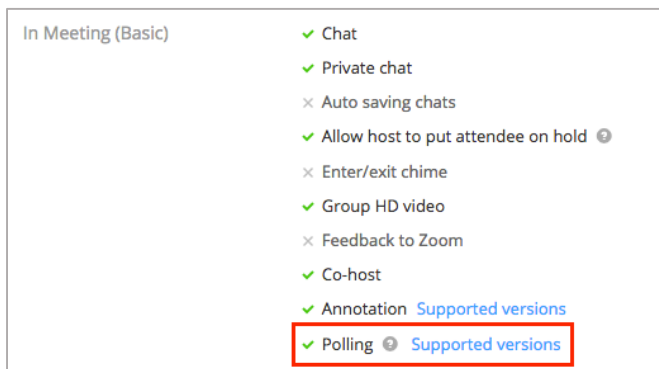 In Meeting (Basic)
Chat
Private chat
Auto saving chats
Allow host to put attendee on hold ?
Enter/exit chime
Group HD video
Feedback to Zoom
Co-host
Annotation Supported versions
Polling ? Supported versions